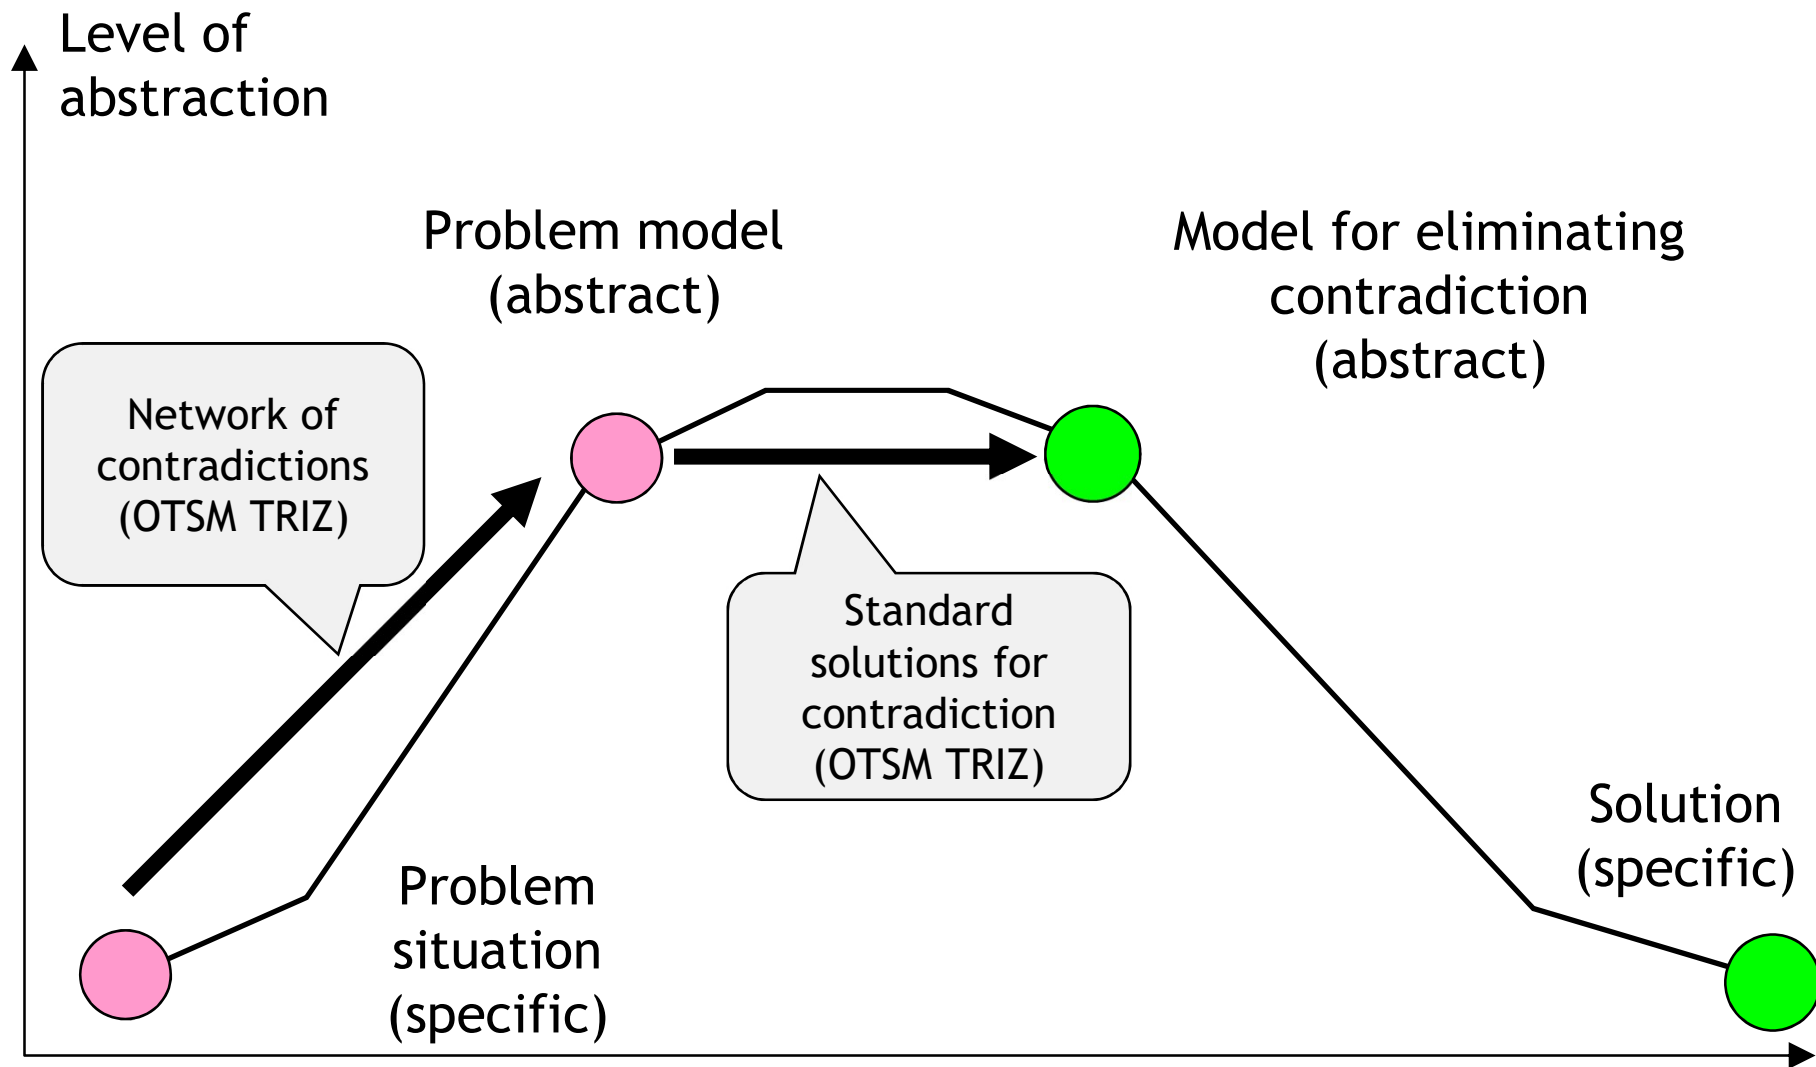 Level of
abstraction
Problem model
(abstract)
Model for eliminating
contradiction
(abstract)
Network of
contradictions
(OTSM TRIZ)
Standard
solutions for
contradiction
(OTSM TRIZ)
Problem
situation
(specific)
Solution
(specific)